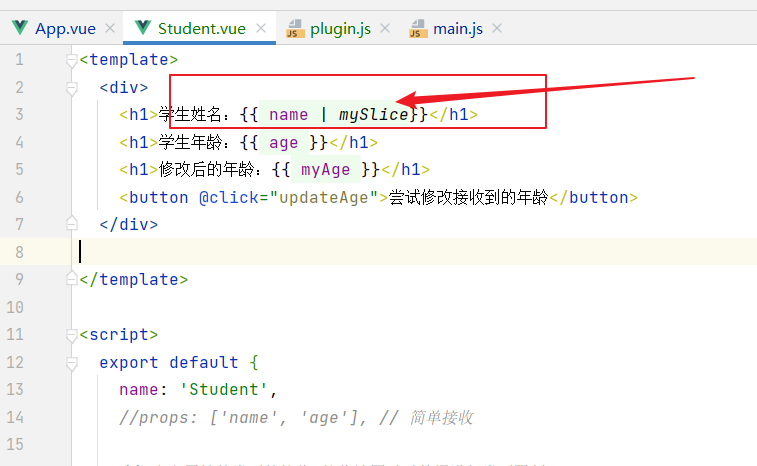 App.vue Student.vue plugin.js main.js
1 <template>
2 <div>
3 <h1>学生姓名：{{ name | mySlice}}</h1>
4 <h1>学生年龄：{{ age }}</h1>
5 <h1>修改后的年龄：{{ myAge }}</h1>
6 <button @click="updateAge">尝试修改接收到的年龄</button>
7 </div>
8
9 </template>
10
11 <script>
12 export default {
13 name: 'Student',
14 //props: ['name', 'age'], // 简单接收
15